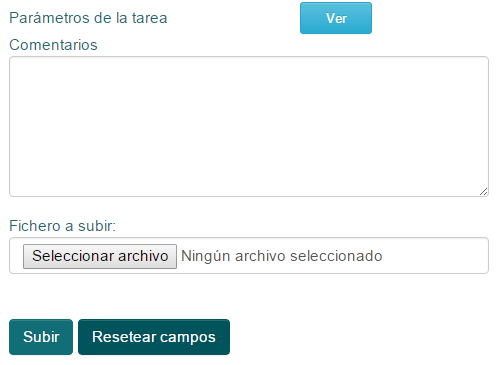 Parámetros de la tarea Ver
Comentarios
Fichero a subir:
Seleccionar archivo Ningún archivo seleccionado
Subir Resetear campos